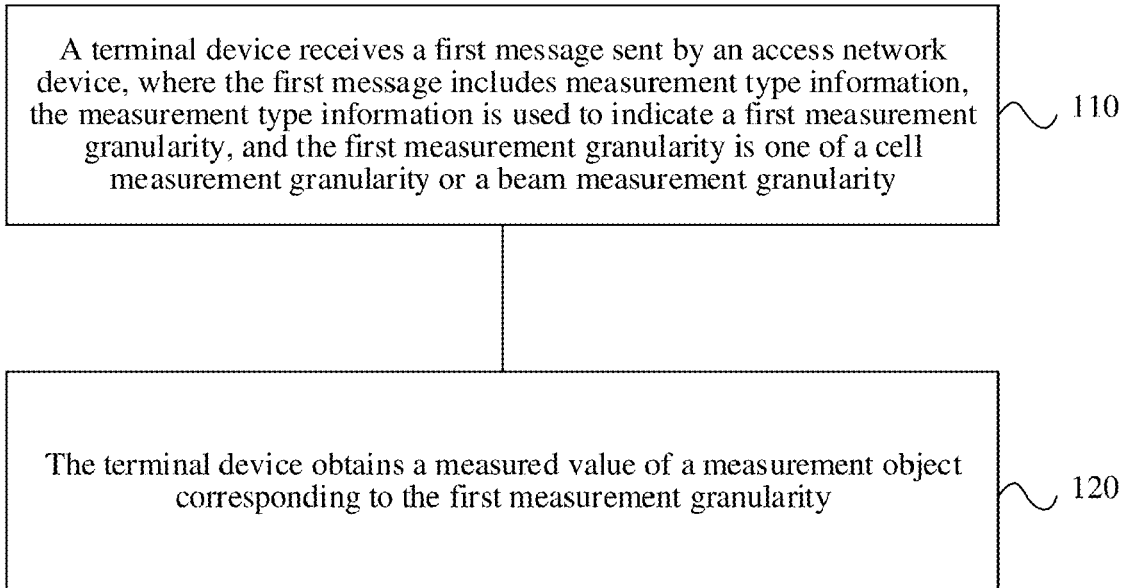 A terminal device receives a first message sent by an access network
device, where the first message includes measurement type information,
the measurement type information is used to indicate a first measurement
granularity, and the first measurement granularity is one of a cell
measurement granularity or a beam measurement granularity
110
The terminal device obtains a measured value of a measurement object
corresponding to the first measurement granularity
120